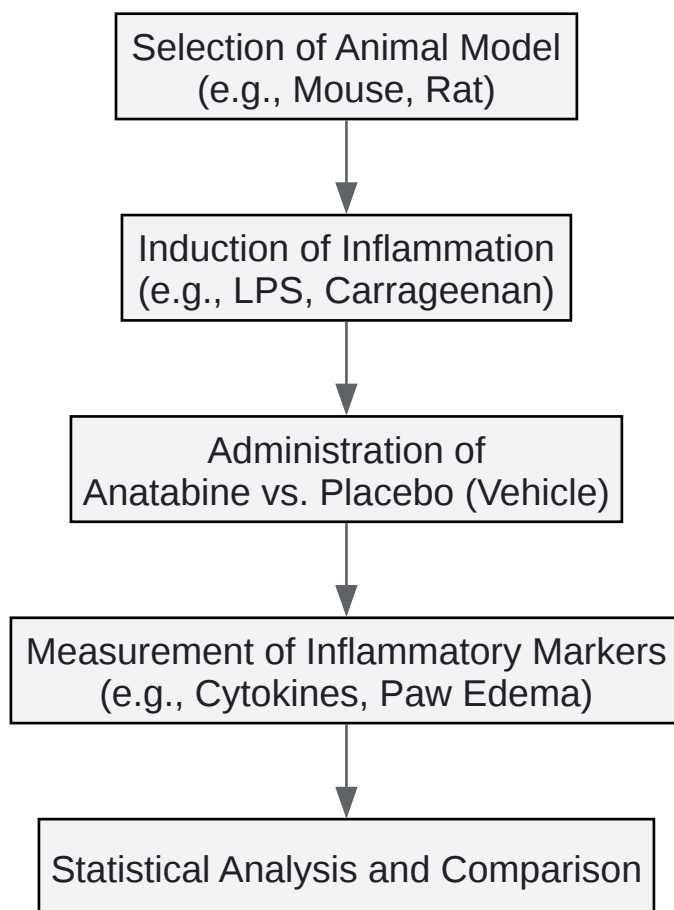 Selection of Animal Model
(e.g., Mouse, Rat)
Induction of Inflammation
(e.g., LPS, Carrageenan)
Administration of
Anatabine vs. Placebo (Vehicle)
Measurement of Inflammatory Markers
(e.g., Cytokines, Paw Edema)
Statistical Analysis and Comparison